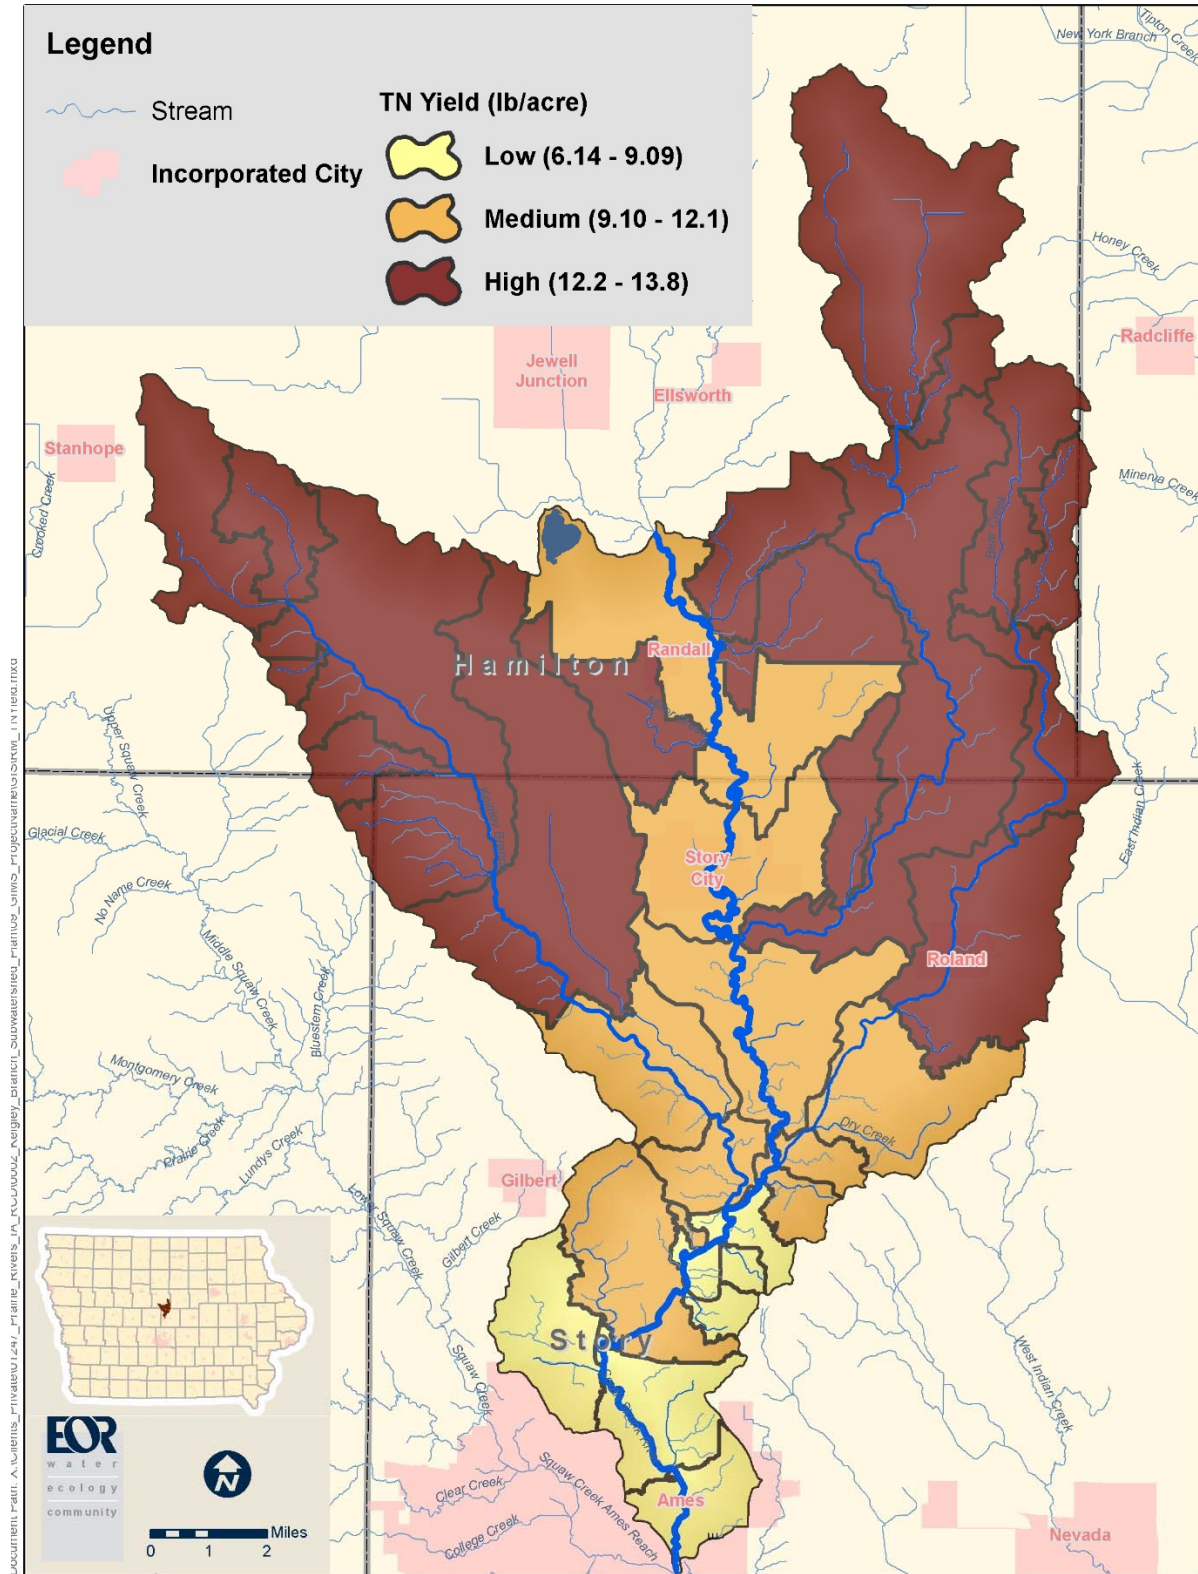 Legend
Stream
Incorporated City
TN Yield (lb/acre)
Low (6.14 - 9.09)
Medium (9.10 - 12.1)
High (12.2 - 13.8)
New York Branch
Tipton Creek
Honey Creek
Radcliffe
Jewell
Junction
Ellsworth
Stanhope
Crooked Creek
Minerva Creek
Bear Creek
Randall
Hamilton
Upper Squaw Creek
Glacial Creek
No Name Creek
Middle Squaw Creek
Bluestem Creek
East Indian Creek
Story
City
Roland
Montgomery Creek
Prairie Creek
Lundys Creek
Dry Creek
Gilbert
Lower Squaw Creek
Gilbert Creek
Story
Squaw Creek
West Indian Creek
Clear Creek
College Creek
Squaw Creek Ames Reach
Ames
Nevada
EOR
water
ecology
community
N
Miles
0 1 2